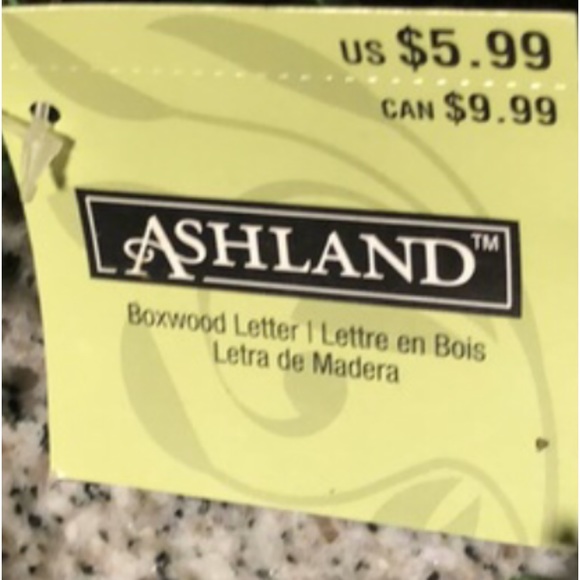 US $5.99
CAN $9.99
ASHLAND™
Boxwood Letter | Lettre en Bois
Letra de Madera